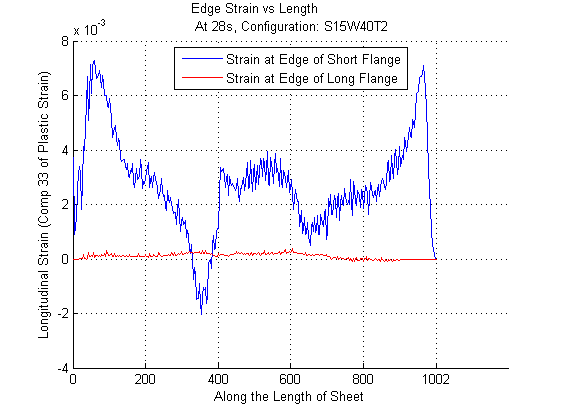 Edge Strain vs Length
At 28s, Configuration: S15W40T2
x 10^-3
8
6
4
2
0
-2
-4
Longitudinal Strain (Comp 33 of Plastic Strain)
Strain at Edge of Short Flange
Strain at Edge of Long Flange
0 200 400 600 800 1002
Along the Length of Sheet